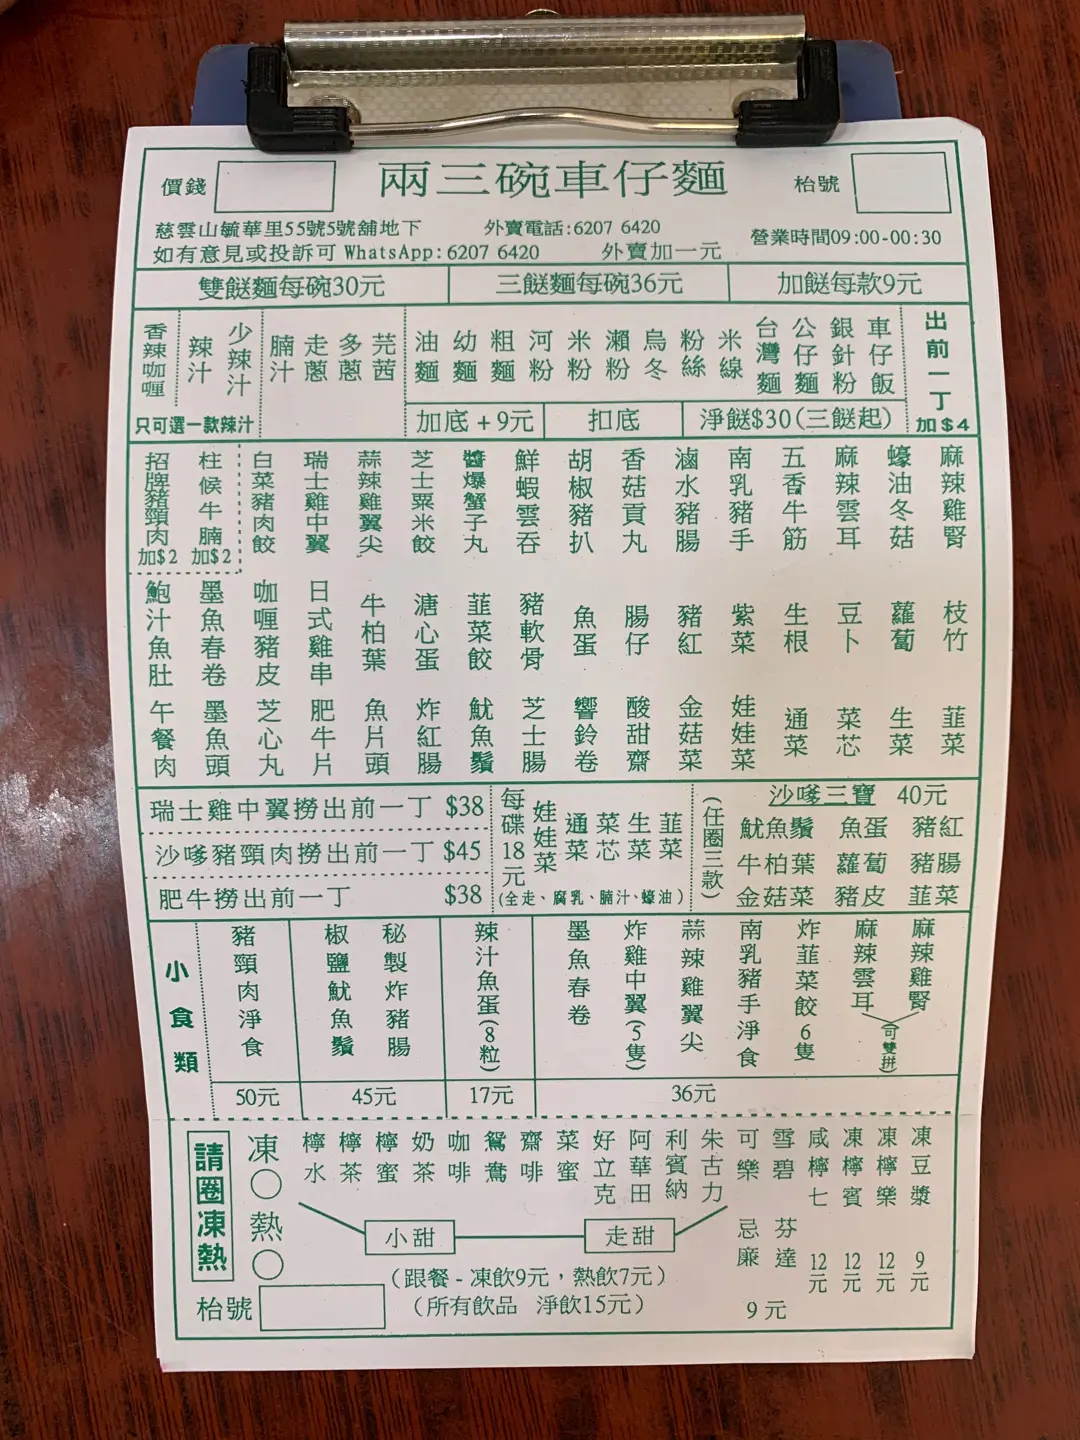 價錢
兩三碗車仔麵
枱號
慈雲山毓華里55號5號舖地下 外賣電話:6207 6420
如有意見或投訴可 WhatsApp:6207 6420 外賣加一元
營業時間09:00-00:30
雙餸麵每碗30元 三餸麵每碗36元 加餸每款9元
香辣咖喱 辣汁 少辣汁
只可選一款辣汁
腩汁 走蔥 多蔥 芫茜
油麵 幼麵 粗麵 河粉 米粉 瀨粉 烏冬 粉絲 米線 台灣麵 公仔麵 銀針粉 車仔飯
出前一丁
加$4
加底+9元 扣底 淨餸$30(三餸起)
招牌豬頸肉加$2 柱侯牛腩加$2 白菜豬肉餃 瑞士雞中翼 蒜辣雞翼尖 芝士粟米餃 醬爆蟹子丸 鮮蝦雲吞 胡椒豬扒 香菇貢丸 滷水豬腸 南乳豬手 五香牛筋 麻辣雲耳 蠔油冬菇 麻辣雞腎
鮑汁魚肚 墨魚春卷 咖喱豬皮 日式雞串 牛柏葉 溏心蛋 韮菜餃 豬軟骨 魚蛋 腸仔 豬紅 紫菜 生根 豆卜 蘿蔔 枝竹
午餐肉 墨魚頭 芝心丸 肥牛片 魚片頭 炸紅腸 魷魚鬚 芝士腸 響鈴卷 酸甜齋 金菇菜 娃娃菜 通菜 菜芯 生菜 韮菜
瑞士雞中翼撈出前一丁 $38
沙嗲豬頸肉撈出前一丁 $45
肥牛撈出前一丁 $38
每碟18元 娃娃菜 通菜 菜芯 生菜 韮菜
(全走、腐乳、腩汁、蠔油)
(任圈三款)
沙嗲三寶 40元
魷魚鬚 魚蛋 豬紅
牛柏葉 蘿蔔 豬腸
金菇菜 豬皮 韮菜
小食類
豬頸肉淨食 椒鹽魷魚鬚 秘製炸豬腸 辣汁魚蛋(8粒) 墨魚春卷 炸雞中翼(5隻) 蒜辣雞翼尖 南乳豬手淨食 炸韮菜餃6隻 麻辣雲耳 麻辣雞腎
(可雙拼)
50元 45元 17元 36元
請圈凍熱
凍
熱
檸水 檸茶 檸蜜 奶茶 咖啡 鴛鴦 齋啡 菜蜜 好立克 阿華田 利賓納 朱古力 可樂 雪碧 咸檸七 凍檸賓 凍檸樂 凍豆漿
忌廉 芬達
12元 12元 12元 9元
小甜 走甜
(跟餐 - 凍飲9元，熱飲7元)
(所有飲品 淨飲15元)
9元
枱號